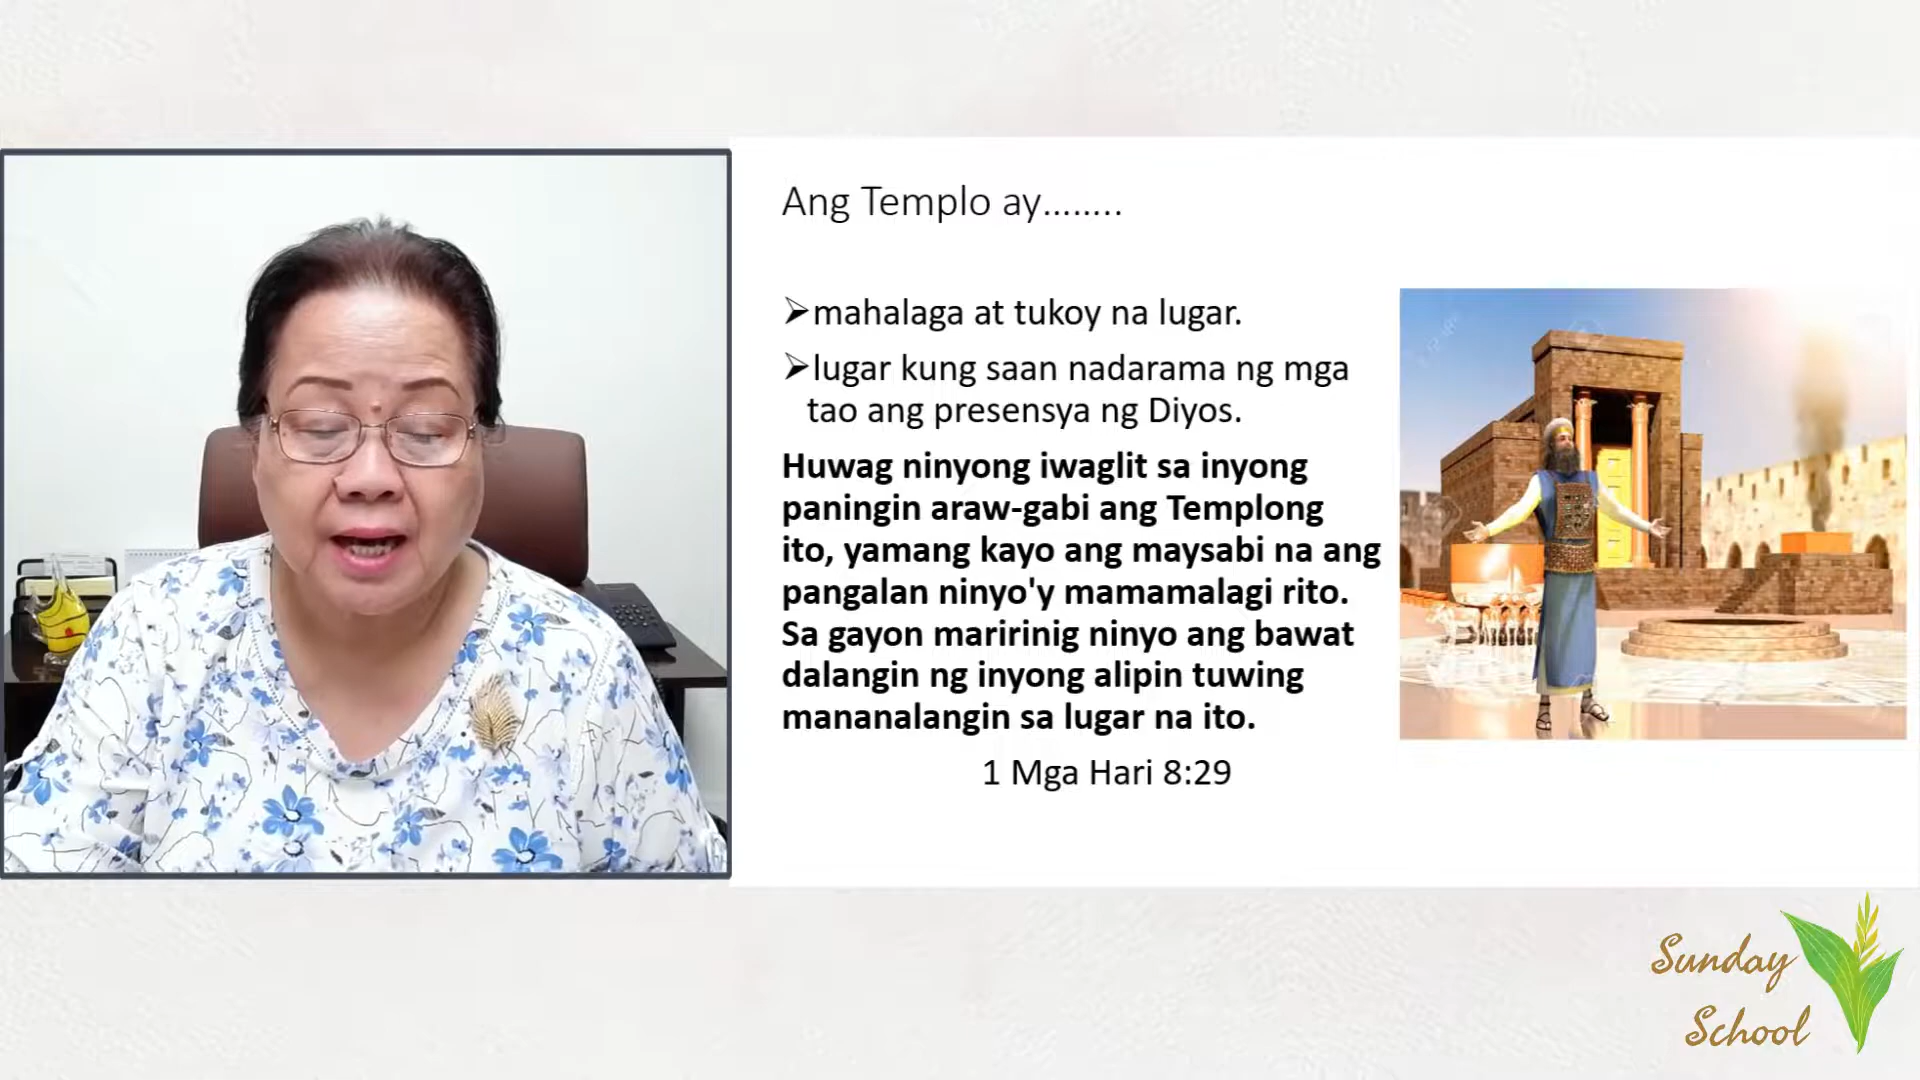 Ang Templo ay........
➢mahalaga at tukoy na lugar.
➢lugar kung saan nadarama ng mga
tao ang presensya ng Diyos.
Huwag ninyong iwaglit sa inyong
paningin araw-gabi ang Templong
ito, yamang kayo ang maysabi na ang
pangalan ninyo'y mamamalagi rito.
Sa gayon maririnig ninyo ang bawat
dalangin ng inyong alipin tuwing
mananalangin sa lugar na ito.
1 Mga Hari 8:29
Sunday
School